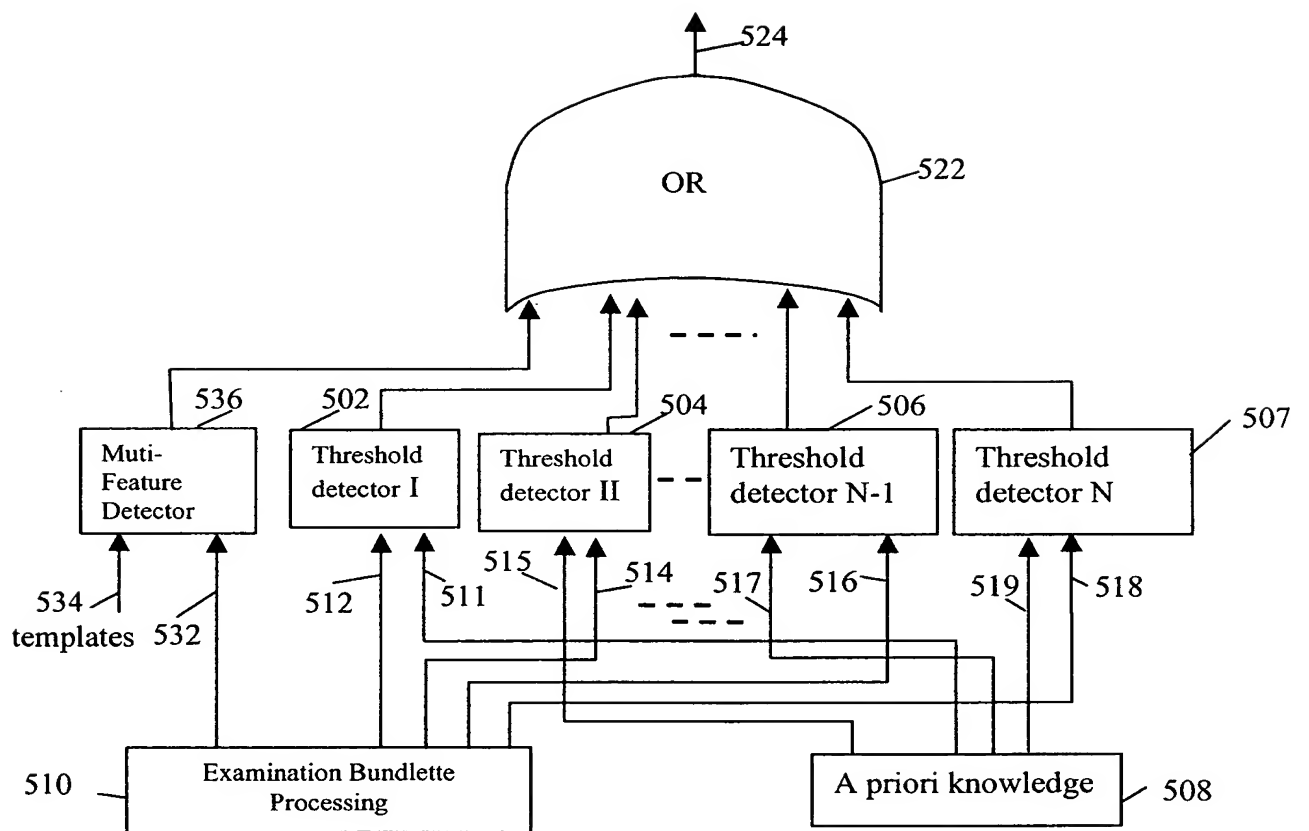 524
OR
522
536
502
504
506
507
Muti-
Feature
Detector
Threshold
detector I
Threshold
detector II
Threshold
detector N-1
Threshold
detector N
534
templates
532
512
511
515
514
517
516
519
518
510
Examination Bundlette
Processing
A priori knowledge
508